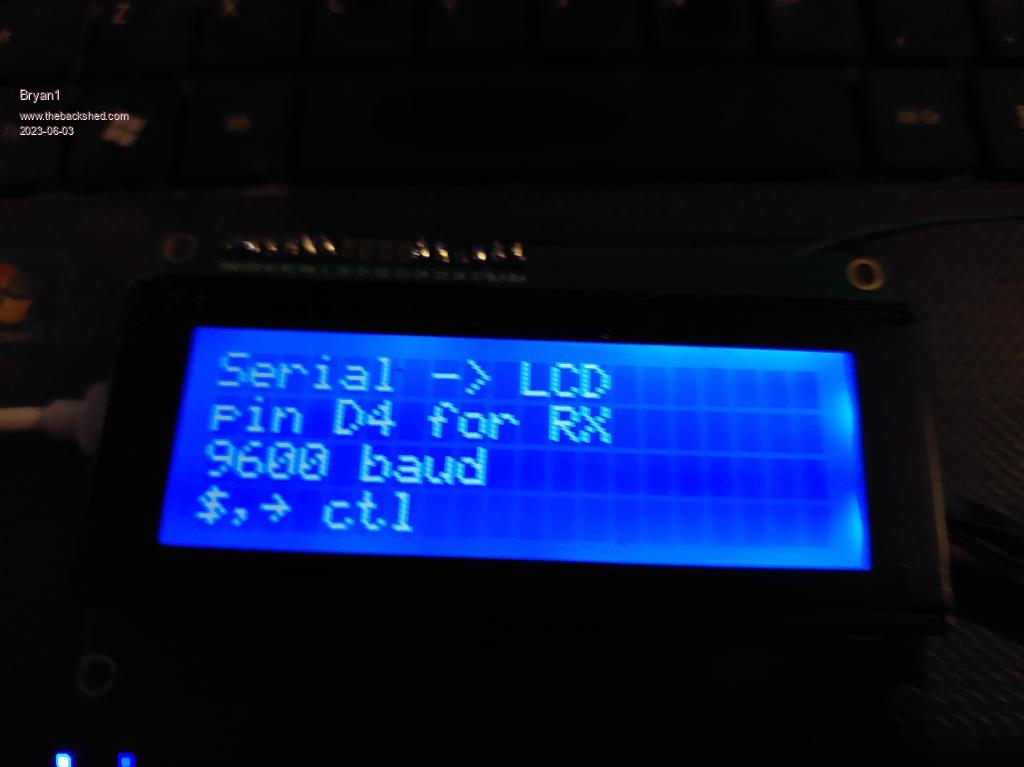 Bryan1
www.thebackshed.com
2023-06-03
Z
X
Serial -> LCD
pin D4 for RX
9600 baud
$,→ ctl